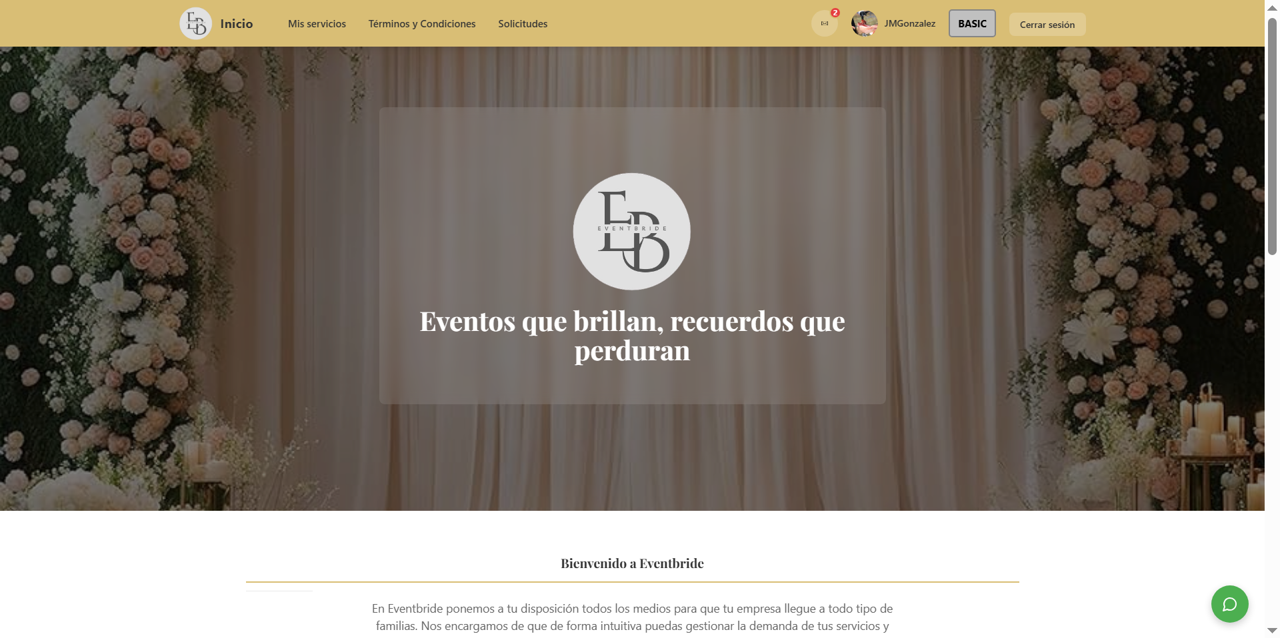 EB
Inicio
Mis servicios
Términos y Condiciones
Solicitudes
2
JMGonzalez
BASIC
Cerrar sesión
EB
EVENTBRIDE
Eventos que brillan, recuerdos que
perduran
Bienvenido a Eventbride
En Eventbride ponemos a tu disposición todos los medios para que tu empresa llegue a todo tipo de
familias. Nos encargamos de que de forma intuitiva puedas gestionar la demanda de tus servicios y